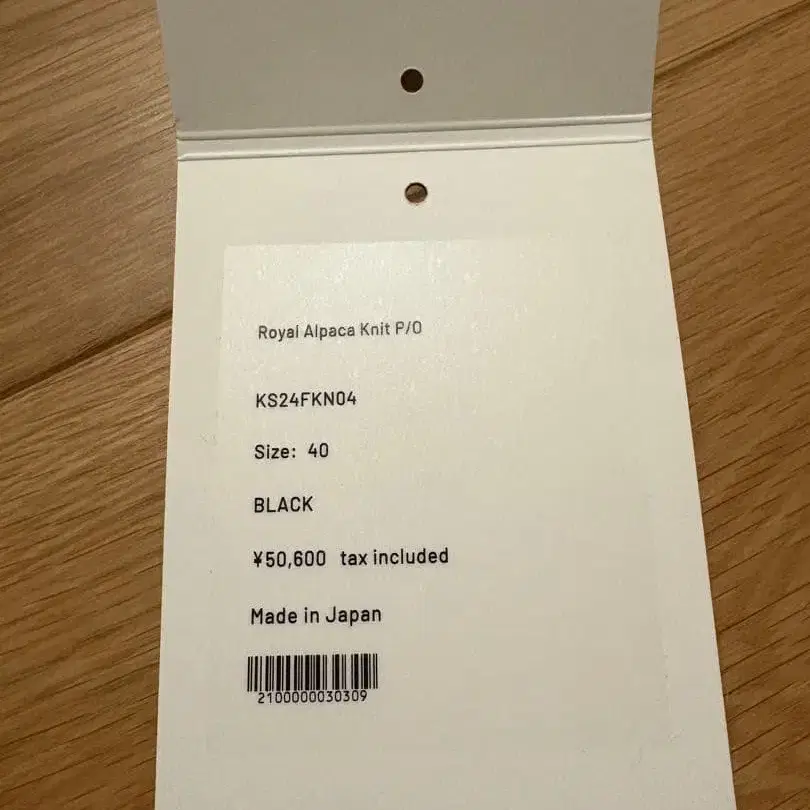 Royal Alpaca Knit P/O
KS24FKN04
Size: 40
BLACK
¥50,600 tax included
Made in Japan
2100000030309